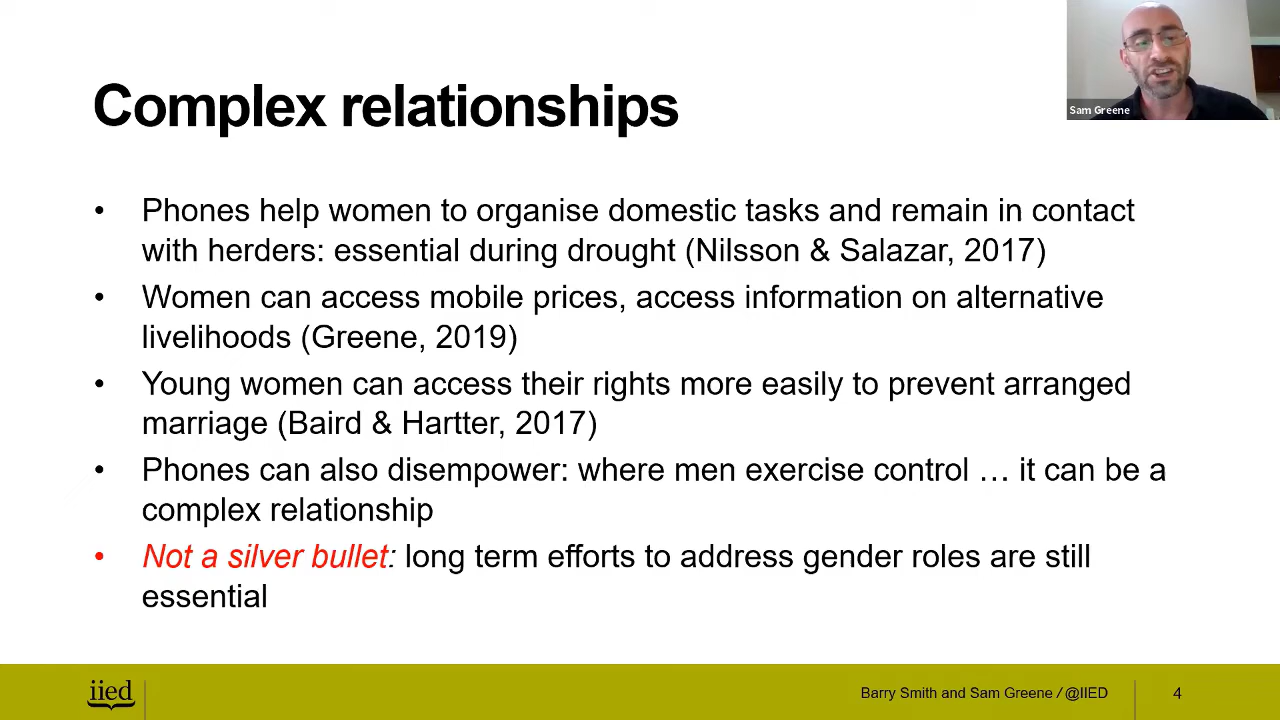 Sam Greene
Complex relationships
• Phones help women to organise domestic tasks and remain in contact
with herders: essential during drought (Nilsson & Salazar, 2017)
• Women can access mobile prices, access information on alternative
livelihoods (Greene, 2019)
• Young women can access their rights more easily to prevent arranged
marriage (Baird & Hartter, 2017)
• Phones can also disempower: where men exercise control … it can be a
complex relationship
• Not a silver bullet: long term efforts to address gender roles are still
essential
iied
Barry Smith and Sam Greene / @IIED
4